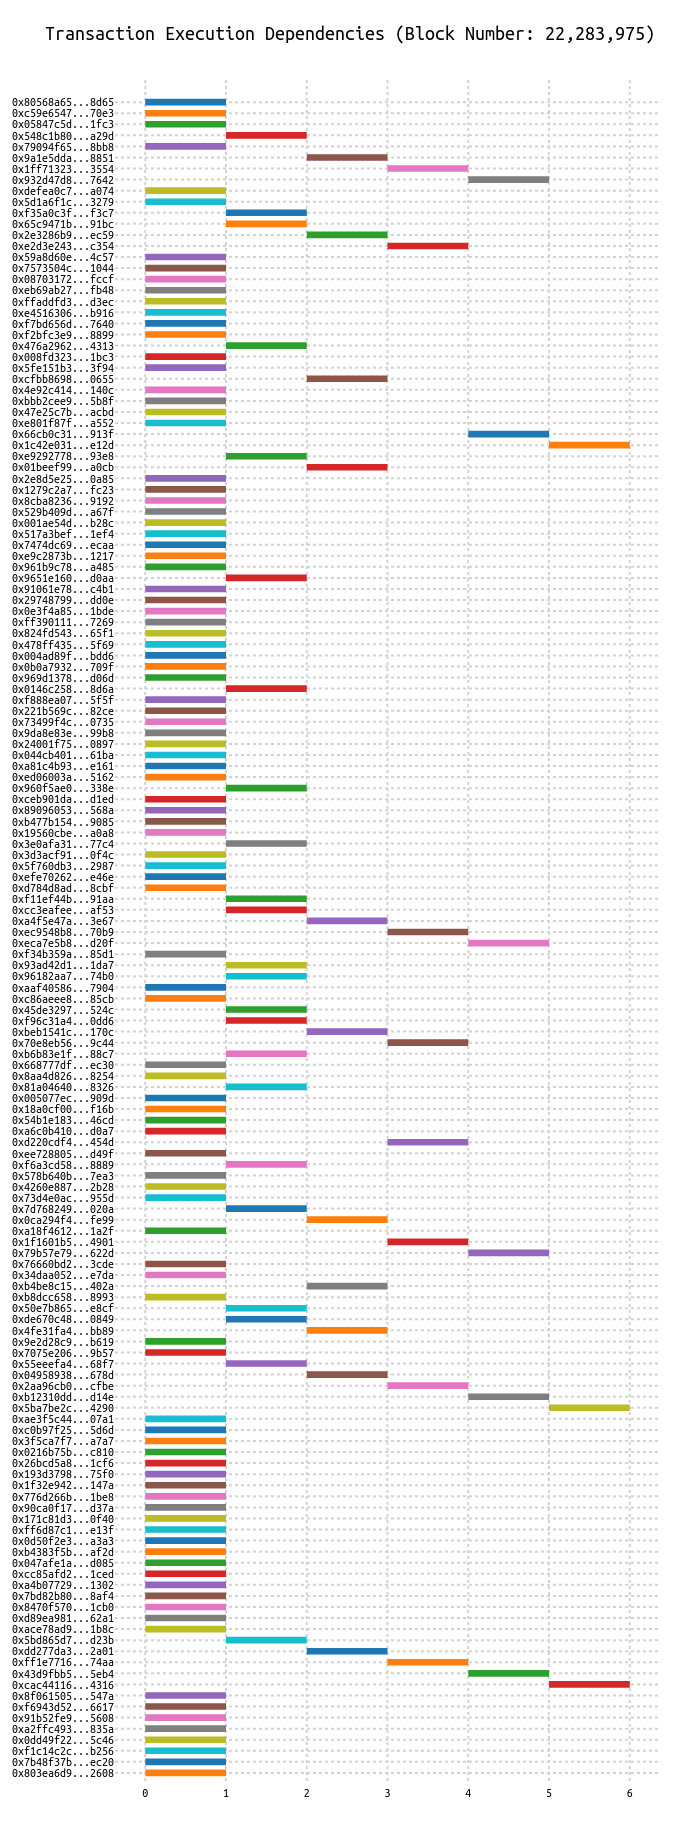 Transaction Execution Dependencies (Block Number: 22,283,975)
0x80568a65...8d65
0xc59e6547...70e3
0x05847c5d...1fc3
0x548c1b80...a29d
0x79094f65...8bb8
0x9a1e5dda...8851
0x1ff71323...3554
0x932d47d8...7642
0xdefea0c7...a074
0x5d1a6f1c...3279
0xf35a0c3f...f3c7
0x65c9471b...91bc
0x2e3286b9...ec59
0xe2d3e243...c354
0x59a8d60e...4c57
0x7573504c...1044
0x08703172...fccf
0xeb69ab27...fb48
0xffaddfd3...d3ec
0xe4516306...b916
0xf7bd656d...7640
0xf2bfc3e9...8899
0x476a2962...4313
0x008fd323...1bc3
0x5fe151b3...3f94
0xcfbb8698...0655
0x4e92c414...140c
0xbbb2cee9...5b8f
0x47e25c7b...acbd
0xe801f87f...a552
0x66cb0c31...913f
0x1c42e031...e12d
0xe9292778...93e8
0x01beef99...a0cb
0x2e8d5e25...0a85
0x1279c2a7...fc23
0x8cba8236...9192
0x529b409d...a67f
0x001ae54d...b28c
0x517a3bef...1ef4
0x7474dc69...ecaa
0xe9c2873b...1217
0x961b9c78...a485
0x9651e160...d0aa
0x91061e78...c4b1
0x29748799...dd0e
0x0e3f4a85...1bde
0xff390111...7269
0x824fd543...65f1
0x478ff435...5f69
0x004ad89f...bdd6
0x0b0a7932...709f
0x969d1378...d06d
0x0146c258...8d6a
0xf888ea07...5f5f
0x221b569c...82ce
0x73499f4c...0735
0x9da8e83e...99b8
0x24001f75...0897
0x044cb401...61ba
0xa81c4b93...e161
0xed06003a...5162
0x960f5ae0...338e
0xceb901da...d1ed
0x89096053...568a
0xb477b154...9085
0x19560cbe...a0a8
0x3e0afa31...77c4
0x3d3acf91...0f4c
0x5f760db3...2987
0xefe70262...e46e
0xd784d8ad...8cbf
0xf11ef44b...91aa
0xcc3eafee...af53
0xa4f5e47a...3e67
0xec9548b8...70b9
0xeca7e5b8...d20f
0xf34b359a...85d1
0x93ad42d1...1da7
0x96182aa7...74b0
0xaaf40586...7904
0xc86aeee8...85cb
0x45de3297...524c
0xf96c31a4...0dd6
0xbeb1541c...170c
0x70e8eb56...9c44
0xb6b83e1f...88c7
0x668777df...ec30
0x8aa4d826...8254
0x81a04640...8326
0x005077ec...909d
0x18a0cf00...f16b
0x54b1e183...46cd
0xa6c0b410...d0a7
0xd220cdf4...454d
0xee728805...d49f
0xf6a3cd58...8889
0x578b640b...7ea3
0x4260e887...2b28
0x73d4e0ac...955d
0x7d768249...020a
0x0ca294f4...fe99
0xa18f4612...1a2f
0x1f1601b5...4901
0x79b57e79...622d
0x76660bd2...3cde
0x34daa052...e7da
0xb4be8c15...402a
0xb8dcc658...8993
0x50e7b865...e8cf
0xde670c48...0849
0x4fe31fa4...bb89
0x9e2d28c9...b619
0x7075e206...9b57
0x55eeefa4...68f7
0x04958938...678d
0x2aa96cb0...cfbe
0xb12310dd...d14e
0x5ba7be2c...4290
0xae3f5c44...07a1
0xc0b97f25...5d6d
0x3f5ca7f7...a7a7
0x0216b75b...c810
0x26bcd5a8...1cf6
0x193d3798...75f0
0x1f32e942...147a
0x776d266b...1be8
0x90ca0f17...d37a
0x171c81d3...0f40
0xff6d87c1...e13f
0x0d50f2e3...a3a3
0xb4383f5b...af2d
0x047afe1a...d085
0xcc85afd2...1ced
0xa4b07729...1302
0x7bd82b80...8af4
0x8470f570...1cb0
0xd89ea981...62a1
0xace78ad9...1b8c
0x5bd865d7...d23b
0xdd277da3...2a01
0xff1e7716...74aa
0x43d9fbb5...5eb4
0xcac44116...4316
0x8f061505...547a
0xf6943d52...6617
0x91b52fe9...5608
0xa2ffc493...835a
0x0dd49f22...5c46
0xf1c14c2c...b256
0x7b48f37b...ec20
0x803ea6d9...2608
0 1 2 3 4 5 6